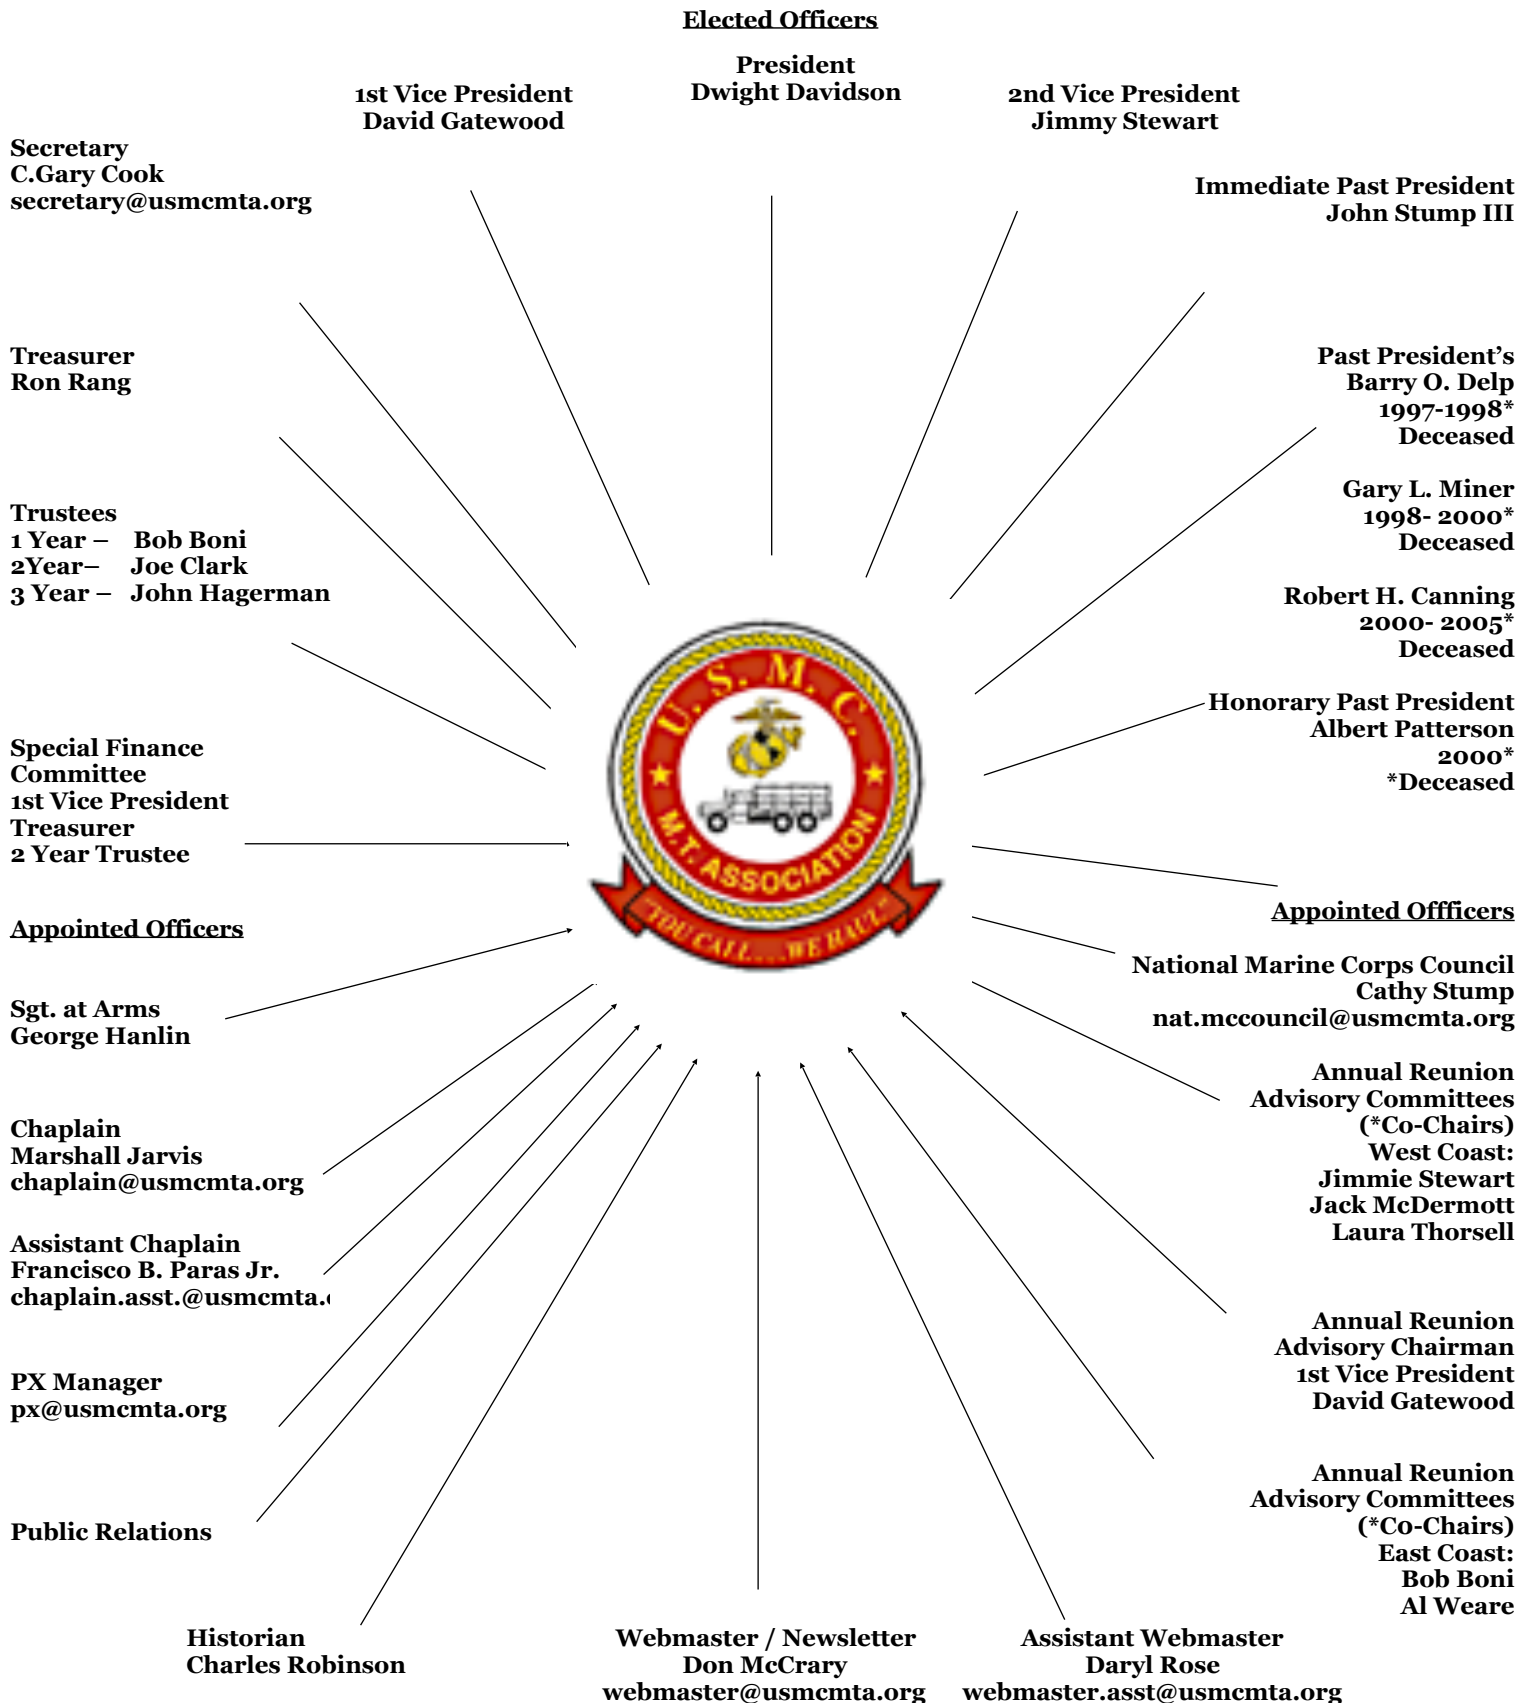 Elected Officers
President
Dwight Davidson
1st Vice President
David Gatewood
2nd Vice President
Jimmy Stewart
Secretary
C.Gary Cook
secretary@usmcmta.org
Immediate Past President
John Stump III
Treasurer
Ron Rang
Past President’s
Barry O. Delp
1997-1998*
Deceased
Gary L. Miner
1998- 2000*
Deceased
Robert H. Canning
2000- 2005*
Deceased
Trustees
1 Year – Bob Boni
2Year– Joe Clark
3 Year – John Hagerman
Honorary Past President
Albert Patterson
2000*
*Deceased
Special Finance
Committee
1st Vice President
Treasurer
2 Year Trustee
U. S. M. C.
M.T. ASSOCIATION
"YOU CALL....WE HAUL"
Appointed Officers
Sgt. at Arms
George Hanlin
Chaplain
Marshall Jarvis
chaplain@usmcmta.org
Assistant Chaplain
Francisco B. Paras Jr.
chaplain.asst.@usmcmta.
PX Manager
px@usmcmta.org
Public Relations
Historian
Charles Robinson
Webmaster / Newsletter
Don McCrary
webmaster@usmcmta.org
Assistant Webmaster
Daryl Rose
webmaster.asst@usmcmta.org
Appointed Offficers
National Marine Corps Council
Cathy Stump
nat.mccouncil@usmcmta.org
Annual Reunion
Advisory Committees
(*Co-Chairs)
West Coast:
Jimmie Stewart
Jack McDermott
Laura Thorsell
Annual Reunion
Advisory Chairman
1st Vice President
David Gatewood
Annual Reunion
Advisory Committees
(*Co-Chairs)
East Coast:
Bob Boni
Al Weare